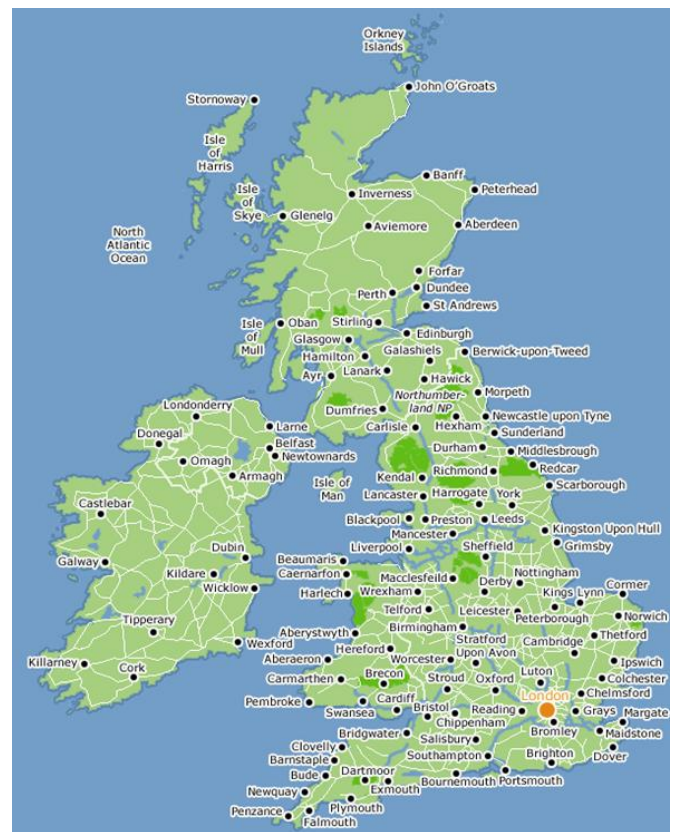 Orkney
Islands
John O'Groats
Stornoway
Isle
of
Harris
Banff
Isle
of
Skye
Inverness
Peterhead
Glenelg
Aviemore
Aberdeen
North
Atlantic
Ocean
Forfar
Dundee
Perth
St Andrews
Isle
of
Mull
Oban
Stirling
Edinburgh
Glasgow
Galashiels
Berwick-upon-Tweed
Hamilton
Lanark
Ayr
Hawick
Northumber-
land NP
Morpeth
Londonderry
Dumfries
Newcastle upon Tyne
Larne
Carlisle
Hexham
Sunderland
Donegal
Belfast
Durham
Middlesbrough
Newtownards
Omagh
Richmond
Redcar
Armagh
Isle of
Man
Kendal
Scarborough
Lancaster
Harrogate
York
Castlebar
Blackpool
Preston
Leeds
Kingston Upon Hull
Mancester
Grimsby
Dubin
Liverpool
Sheffield
Galway
Beaumaris
Kildare
Caernarfon
Macclesfeild
Nottingham
Derby
Cormer
Wicklow
Harlech
Wrexham
Kings Lynn
Telford
Leicester
Peterborough
Norwich
Tipperary
Aberystwyth
Birmingham
Stratford
Upon Avon
Cambridge
Thetford
Wexford
Hereford
Killarney
Aberaeron
Worcester
Ipswich
Cork
Carmarthen
Brecon
Stroud
Oxford
Luton
Colchester
Pembroke
Cardiff
London
Chelmsford
Swansea
Bristol
Reading
Grays
Margate
Chippenham
Bromley
Maidstone
Bridgwater
Salisbury
Clovelly
Southampton
Brighton
Dover
Barnstaple
Bude
Dartmoor
Bournemouth
Portsmouth
Exmouth
Newquay
Plymouth
Penzance
Falmouth